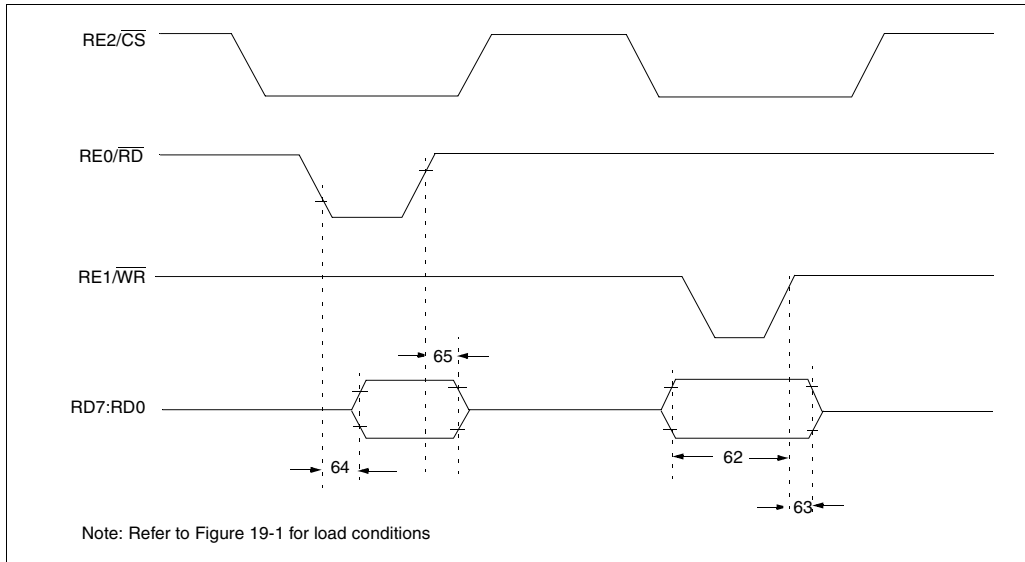 RE2/CS
RE0/RD
RE1/WR
65
RD7:RD0
64
62
63
Note: Refer to Figure 19-1 for load conditions